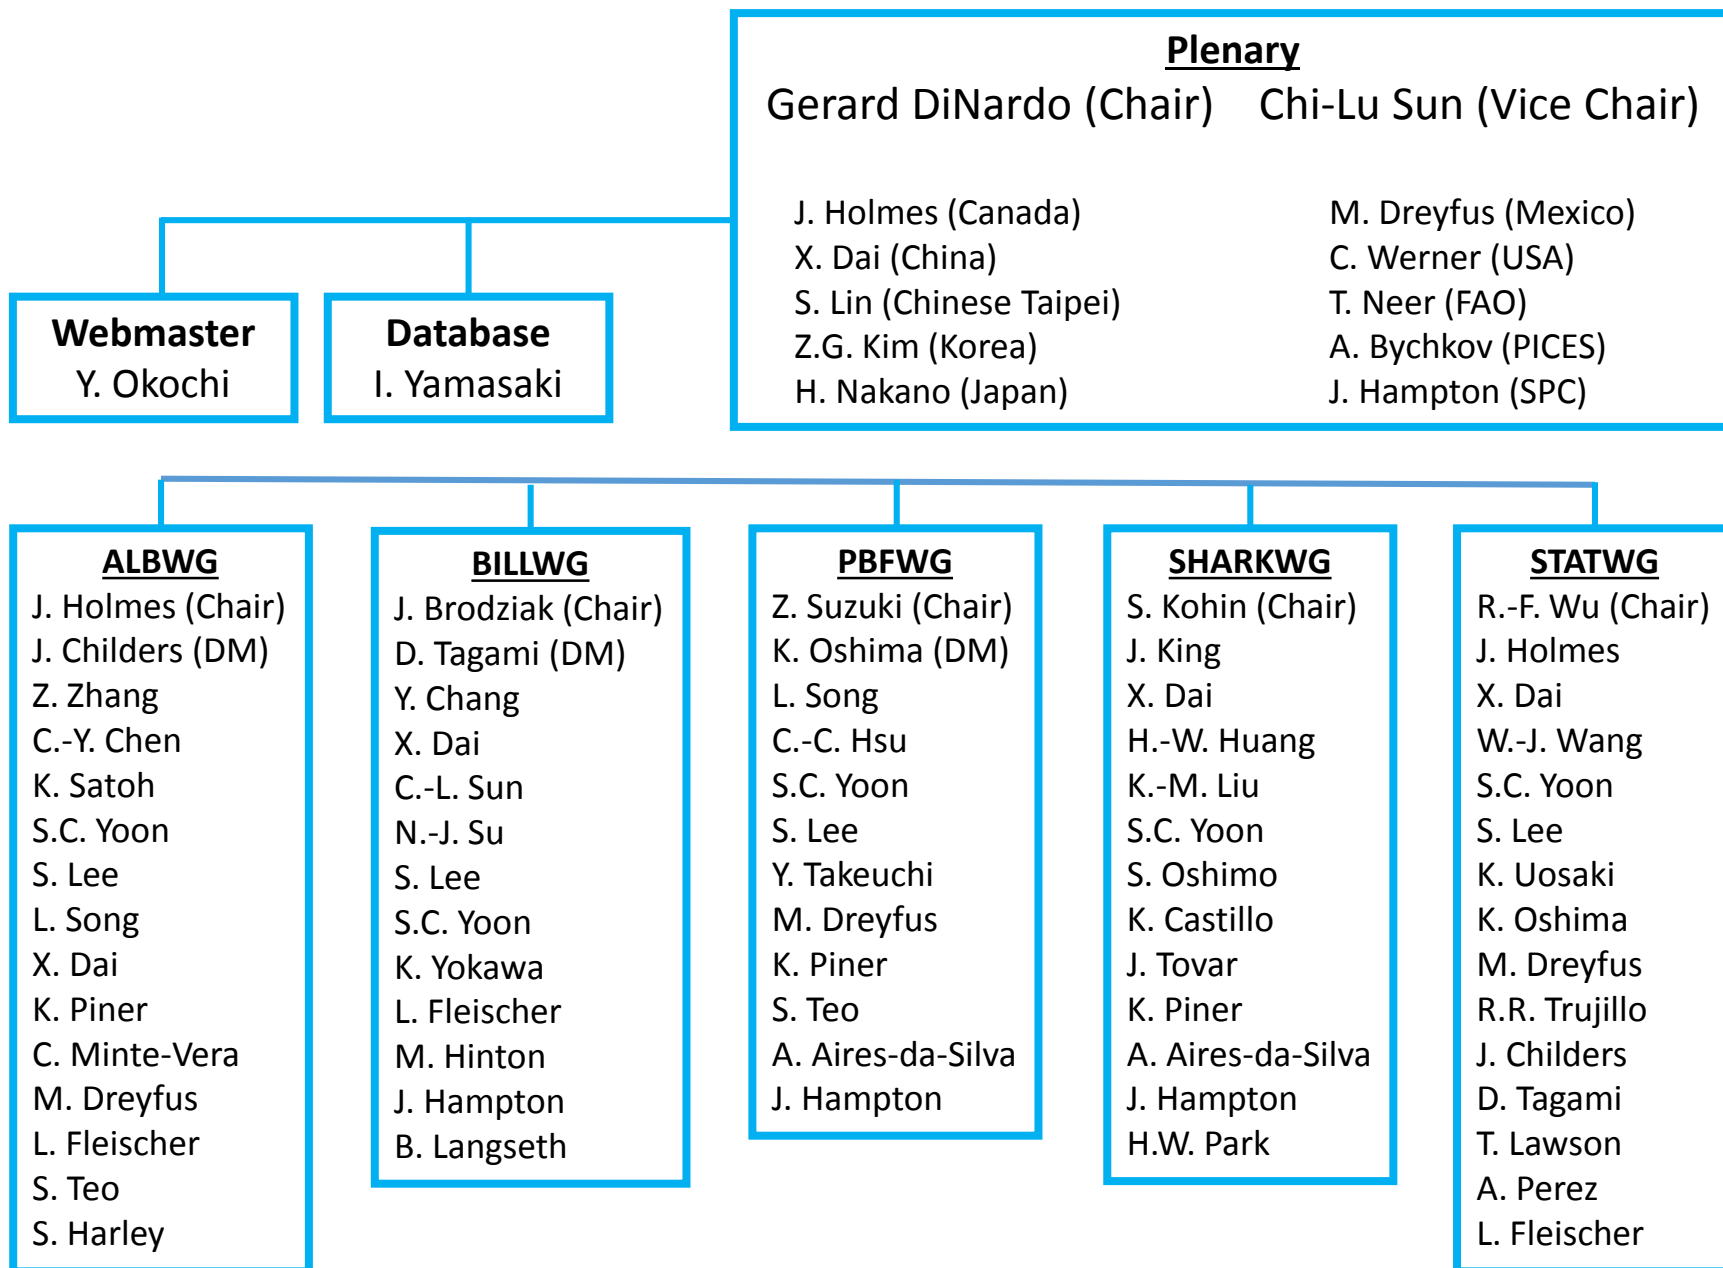 Plenary
Gerard DiNardo (Chair) Chi-Lu Sun (Vice Chair)
J. Holmes (Canada)
X. Dai (China)
S. Lin (Chinese Taipei)
Z.G. Kim (Korea)
H. Nakano (Japan)
M. Dreyfus (Mexico)
C. Werner (USA)
T. Neer (FAO)
A. Bychkov (PICES)
J. Hampton (SPC)
Webmaster
Y. Okochi
Database
I. Yamasaki
ALBWG
J. Holmes (Chair)
J. Childers (DM)
Z. Zhang
C.-Y. Chen
K. Satoh
S.C. Yoon
S. Lee
L. Song
X. Dai
K. Piner
C. Minte-Vera
M. Dreyfus
L. Fleischer
S. Teo
S. Harley
BILLWG
J. Brodziak (Chair)
D. Tagami (DM)
Y. Chang
X. Dai
C.-L. Sun
N.-J. Su
S. Lee
S.C. Yoon
K. Yokawa
L. Fleischer
M. Hinton
J. Hampton
B. Langseth
PBFWG
Z. Suzuki (Chair)
K. Oshima (DM)
L. Song
C.-C. Hsu
S.C. Yoon
S. Lee
Y. Takeuchi
M. Dreyfus
K. Piner
S. Teo
A. Aires-da-Silva
J. Hampton
SHARKWG
S. Kohin (Chair)
J. King
X. Dai
H.-W. Huang
K.-M. Liu
S.C. Yoon
S. Oshimo
K. Castillo
J. Tovar
K. Piner
A. Aires-da-Silva
J. Hampton
H.W. Park
STATWG
R.-F. Wu (Chair)
J. Holmes
X. Dai
W.-J. Wang
S.C. Yoon
S. Lee
K. Uosaki
K. Oshima
M. Dreyfus
R.R. Trujillo
J. Childers
D. Tagami
T. Lawson
A. Perez
L. Fleischer